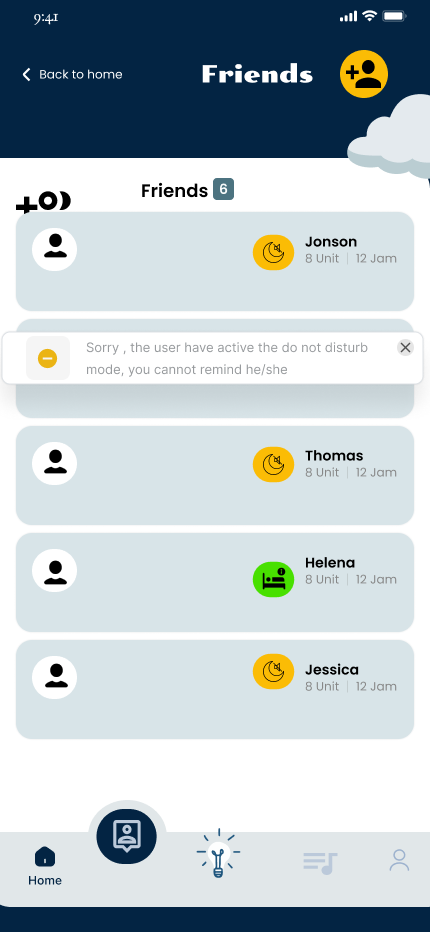 9:41
Back to home
Friends
Friends 6
Jonson
8 Unit | 12 Jam
Sorry , the user have active the do not disturb
mode, you cannot remind he/she
Thomas
8 Unit | 12 Jam
Helena
8 Unit | 12 Jam
Jessica
8 Unit | 12 Jam
Home